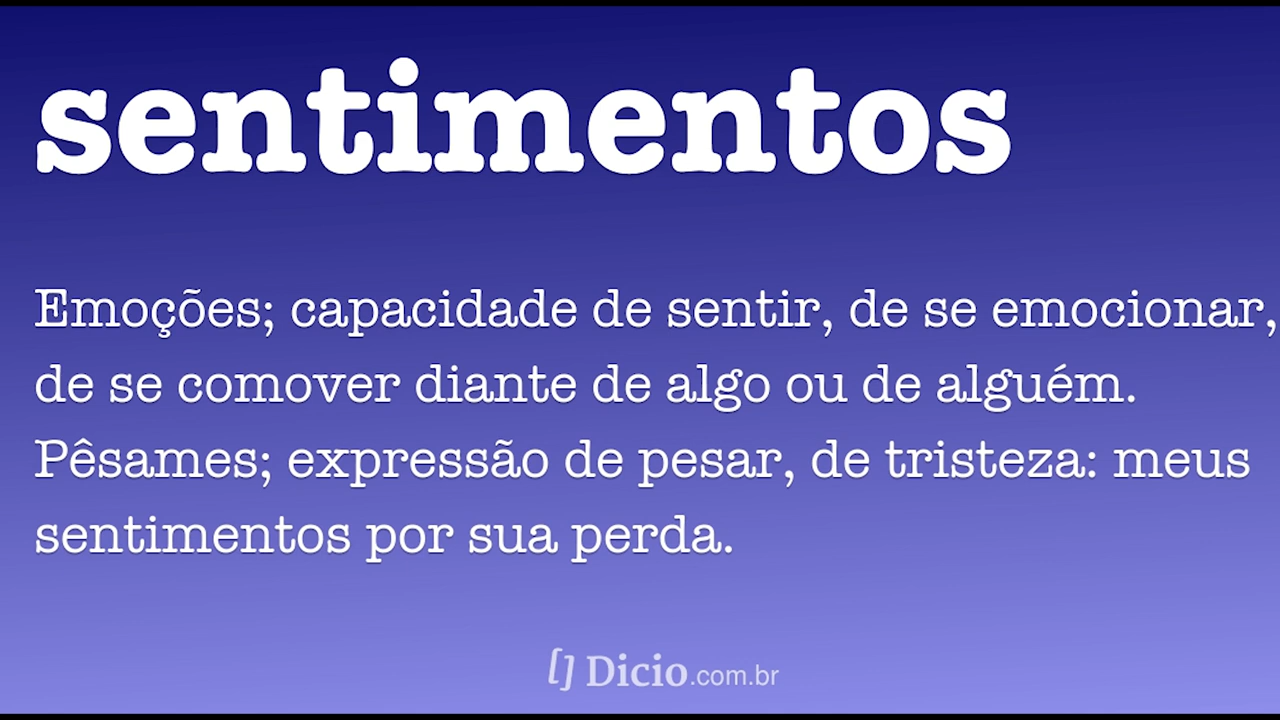 sentimentos
Emoções; capacidade de sentir, de se emocionar,
de se comover diante de algo ou de alguém.
Pêsames; expressão de pesar, de tristeza: meus
sentimentos por sua perda.
[] Dicio.com.br